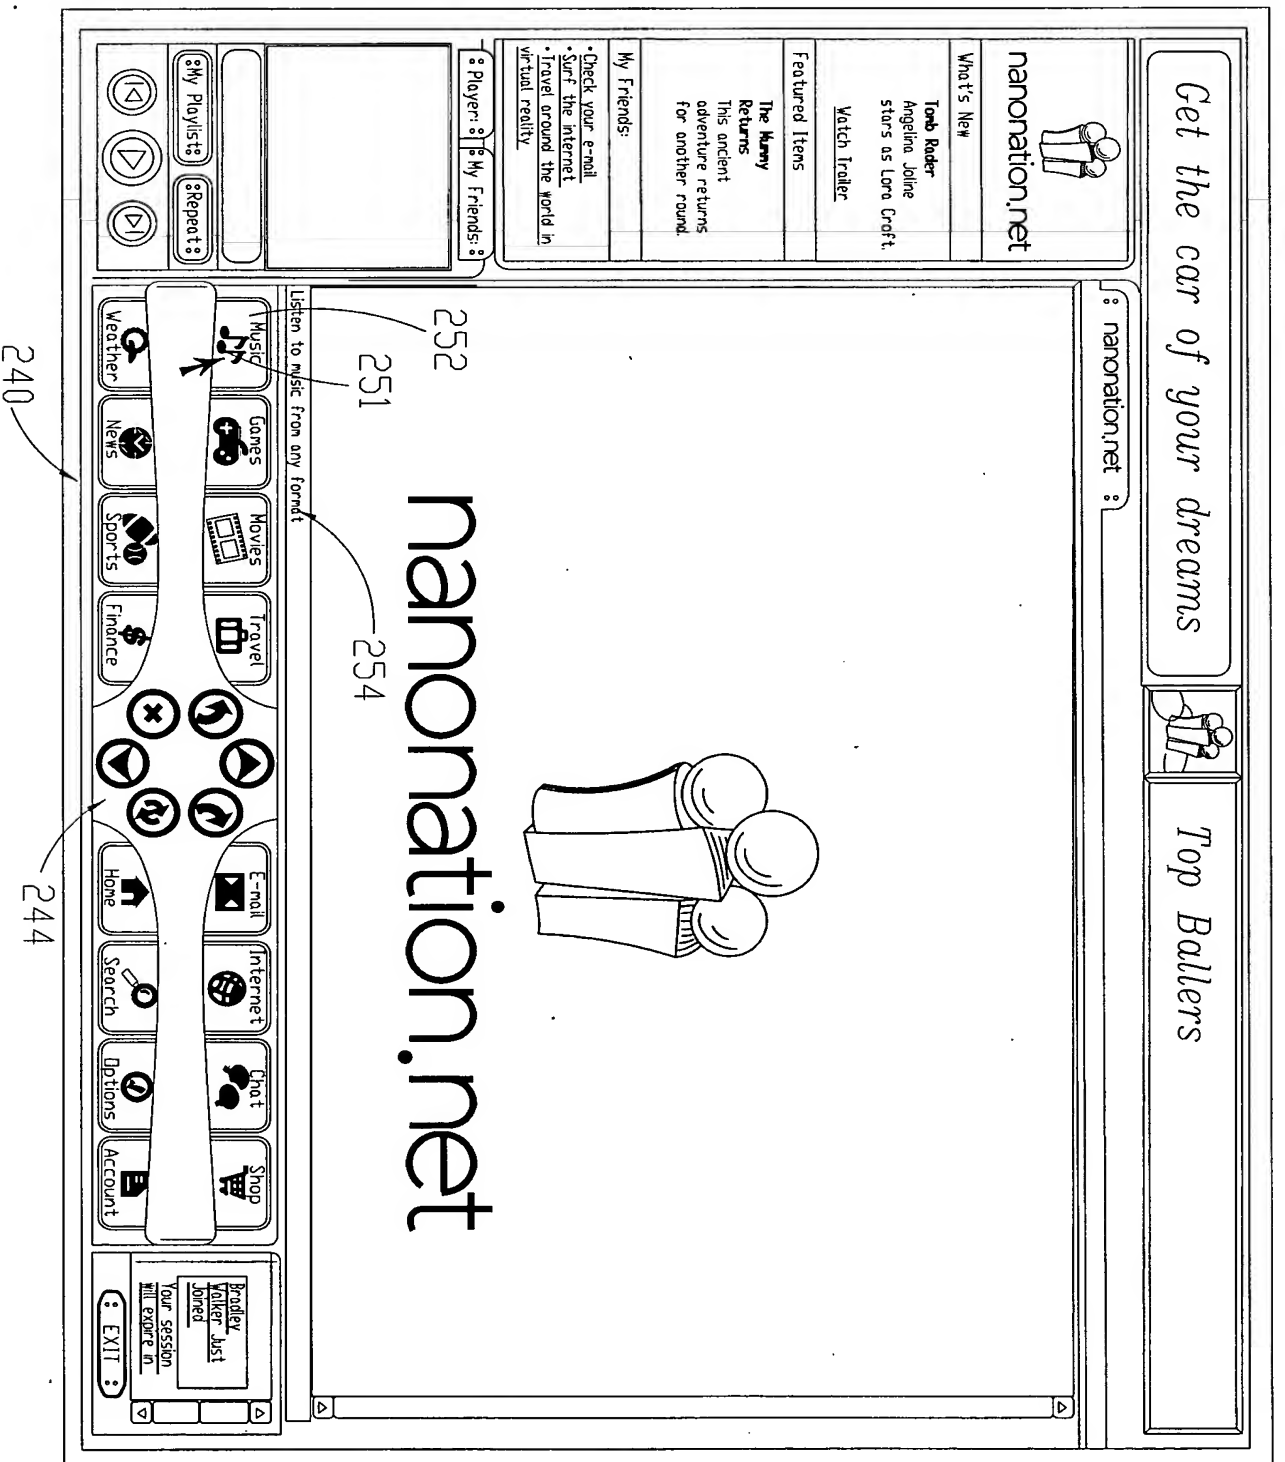 Get the car of your dreams
Top Ballers
nanonation.net
What's New
Tomb Rader
Angelina Joline
stars as Lora Croft.
Watch Trailer
Featured Items
The Mummy
Returns
This ancient
adventure returns
for another round.
My Friends:
• Check your e-mail
• Surf the internet
• Travel around the world in
virtual reality
Player:
My Friends:
My Playlist
Repeat
nanonation.net
nanonation.net
252
251
254
Listen to music from any format
Music
Games
Movies
Travel
E-mail
Internet
Chat
Shop
Weather
News
Sports
Finance
Home
Search
Options
Account
Bradley
Walker Just
Joined
Your session
will expire in
EXIT
240
244